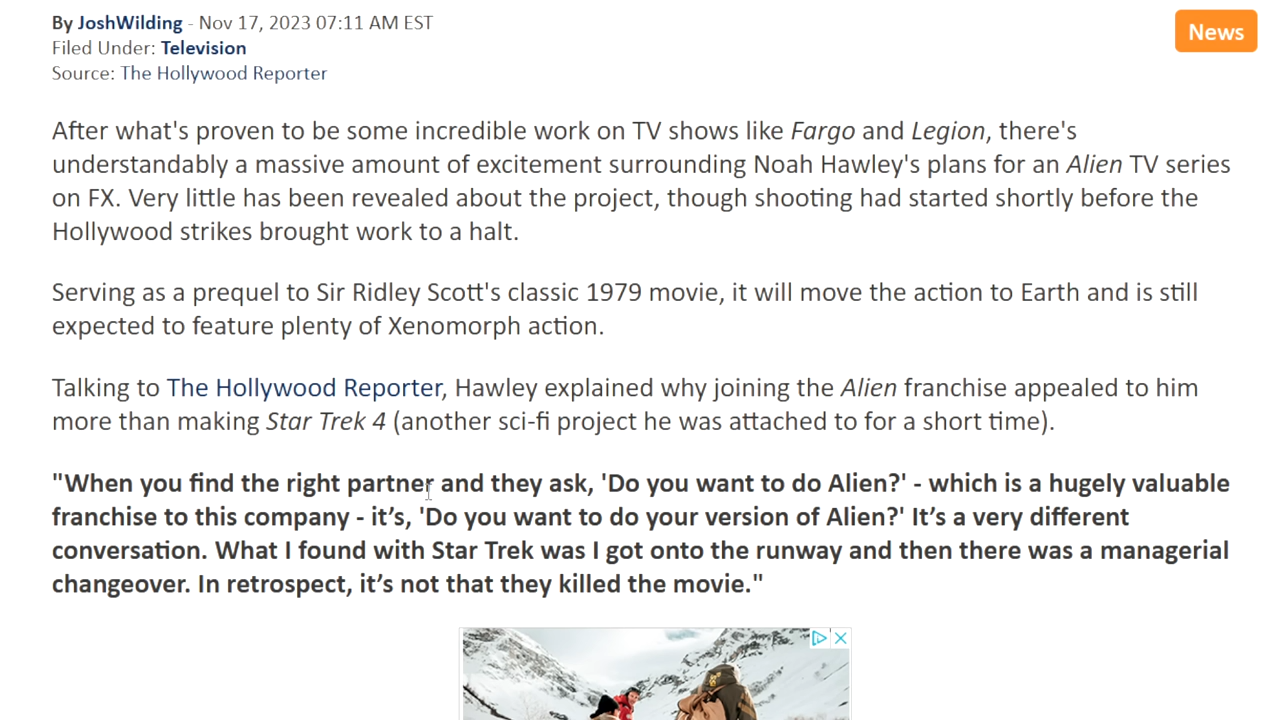 By JoshWilding - Nov 17, 2023 07:11 AM EST
News
Filed Under: Television
Source: The Hollywood Reporter
After what's proven to be some incredible work on TV shows like Fargo and Legion, there's
understandably a massive amount of excitement surrounding Noah Hawley's plans for an Alien TV series
on FX. Very little has been revealed about the project, though shooting had started shortly before the
Hollywood strikes brought work to a halt.
Serving as a prequel to Sir Ridley Scott's classic 1979 movie, it will move the action to Earth and is still
expected to feature plenty of Xenomorph action.
Talking to The Hollywood Reporter, Hawley explained why joining the Alien franchise appealed to him
more than making Star Trek 4 (another sci-fi project he was attached to for a short time).
"When you find the right partner and they ask, 'Do you want to do Alien?' - which is a hugely valuable
franchise to this company - it’s, 'Do you want to do your version of Alien?' It’s a very different
conversation. What I found with Star Trek was I got onto the runway and then there was a managerial
changeover. In retrospect, it’s not that they killed the movie."